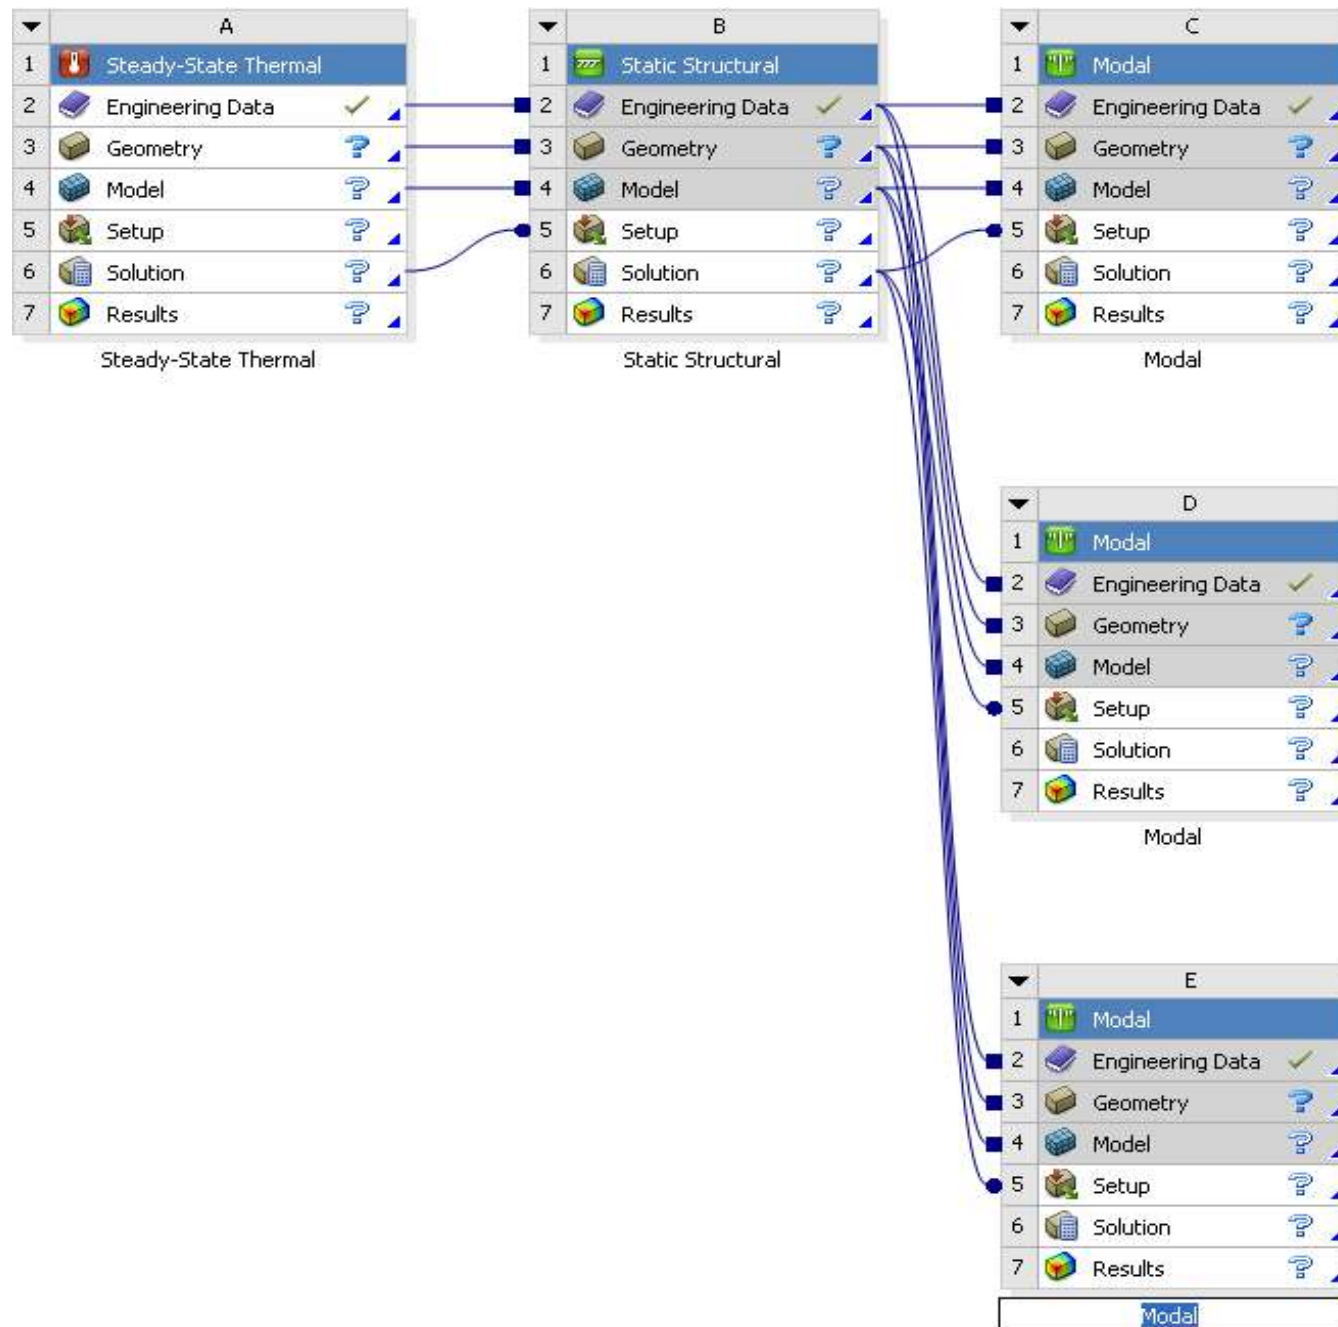 A
1 Steady-State Thermal
2 Engineering Data
3 Geometry
4 Model
5 Setup
6 Solution
7 Results
Steady-State Thermal
B
1 Static Structural
2 Engineering Data
3 Geometry
4 Model
5 Setup
6 Solution
7 Results
Static Structural
C
1 Modal
2 Engineering Data
3 Geometry
4 Model
5 Setup
6 Solution
7 Results
Modal
D
1 Modal
2 Engineering Data
3 Geometry
4 Model
5 Setup
6 Solution
7 Results
Modal
E
1 Modal
2 Engineering Data
3 Geometry
4 Model
5 Setup
6 Solution
7 Results
Modal